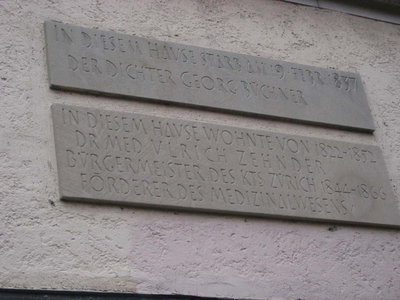 IN DIESEM HAUSE STARB AM 19. FEBR. 1837
DER DICHTER GEORG BÜCHNER
IN DIESEM HAUSE WOHNTE VON 1822-1852
DR MED. ULRICH ZEHNDER
BÜRGERMEISTER DES KTS ZÜRICH 1844-1866
FÖRDERER DES MEDIZINALWESENS